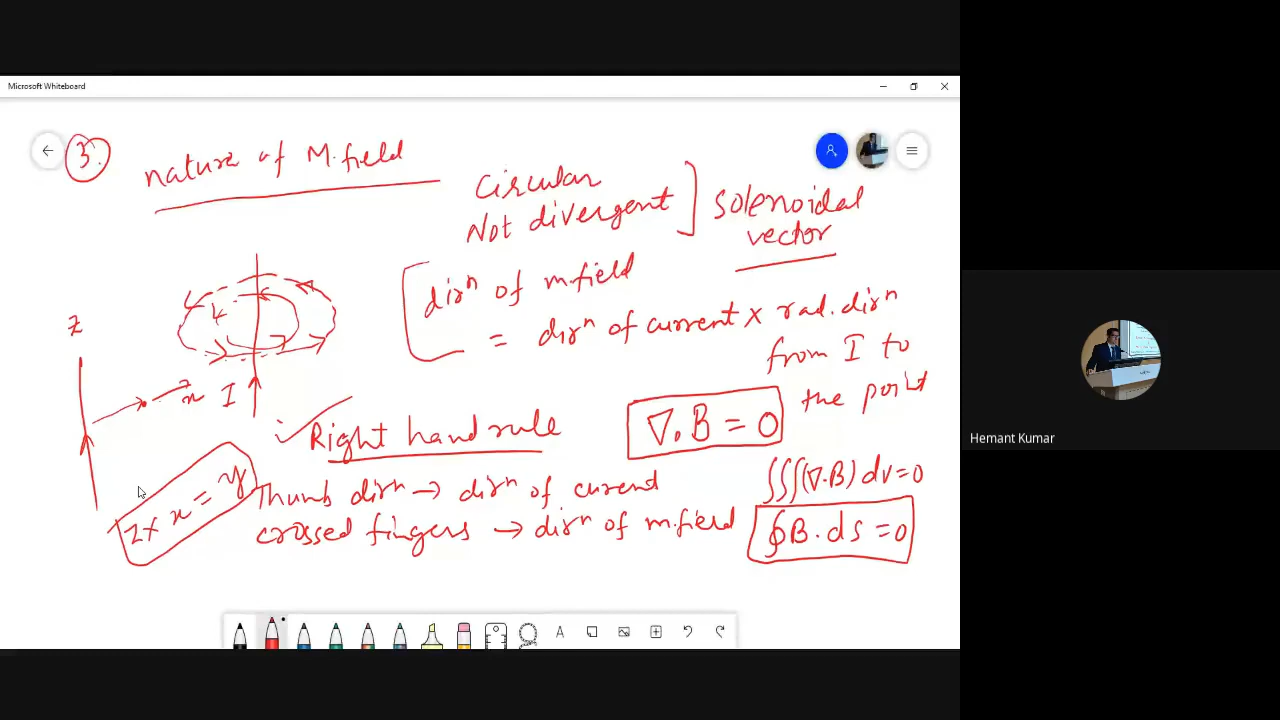 Microsoft Whiteboard
3.
nature of M.field
Circular
Not divergent
solenoidal
vector
dirⁿ of m.field
= dirⁿ of current × rad. dirⁿ
from I to
the point
z
x
I
z × x = y
Right hand rule
Thumb dirⁿ → dirⁿ of current
crossed fingers → dirⁿ of m.field
∇.B = 0
∭(∇.B) dv=0
∮B.ds =0
A
Hemant Kumar